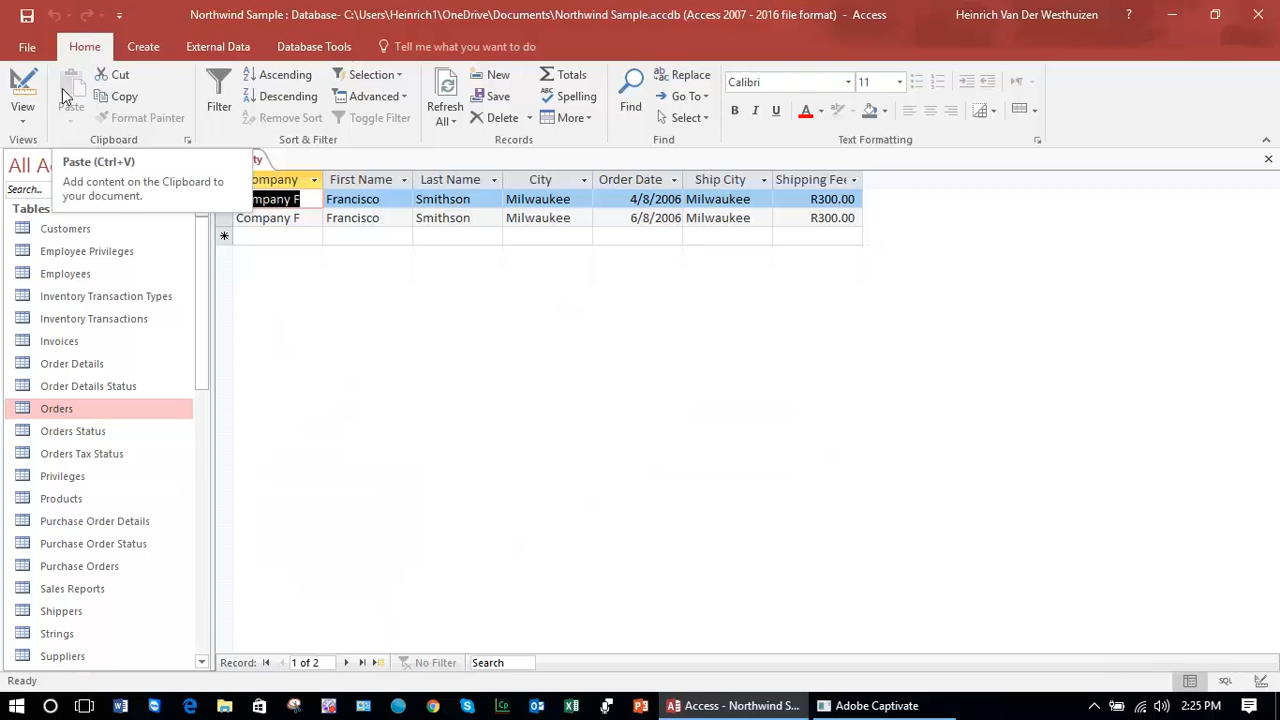 Northwind Sample : Database- C:\Users\Heinrich1\OneDrive\Documents\Northwind Sample.accdb (Access 2007 - 2016 file format) - Access
Heinrich Van Der Westhuizen
?
File Home Create External Data Database Tools Tell me what you want to do
View
Views
Paste
Cut
Copy
Format Painter
Clipboard
Filter
Ascending
Descending
Remove Sort
Selection
Advanced
Toggle Filter
Sort & Filter
Refresh
All
New
Save
Delete
Totals
Spelling
More
Records
Find
Replace
Go To
Select
Find
Calibri 11
B I U A
Text Formatting
Paste (Ctrl+V)
Add content on the Clipboard to
your document.
All A
Search...
Tables
Customers
Employee Privileges
Employees
Inventory Transaction Types
Inventory Transactions
Invoices
Order Details
Order Details Status
Orders
Orders Status
Orders Tax Status
Privileges
Products
Purchase Order Details
Purchase Order Status
Purchase Orders
Sales Reports
Shippers
Strings
Suppliers
ty
ompany First Name Last Name City Order Date Ship City Shipping Fee
ompany F Francisco Smithson Milwaukee 4/8/2006 Milwaukee R300.00
Company F Francisco Smithson Milwaukee 6/8/2006 Milwaukee R300.00
Record: 1 of 2 No Filter Search
Ready
SQL
Access - Northwind S...
Adobe Captivate
2:25 PM